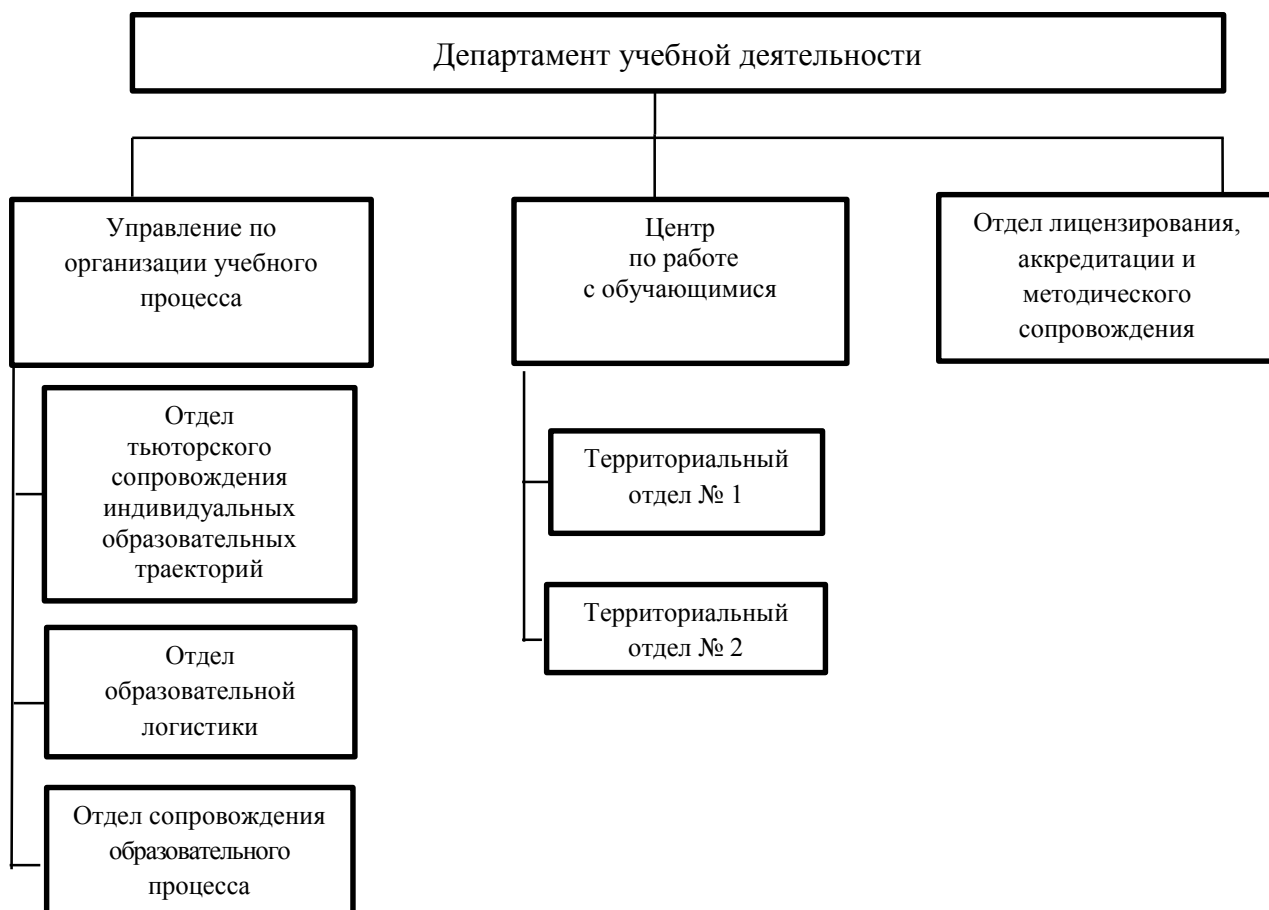 Департамент учебной деятельности
Управление по
организации учебного
процесса
Центр
по работе
с обучающимися
Отдел лицензирования,
аккредитации и
методического
сопровождения
Отдел
тьюторского
сопровождения
индивидуальных
образовательных
траекторий
Отдел
образовательной
логистики
Отдел сопровождения
образовательного
процесса
Территориальный
отдел № 1
Территориальный
отдел № 2